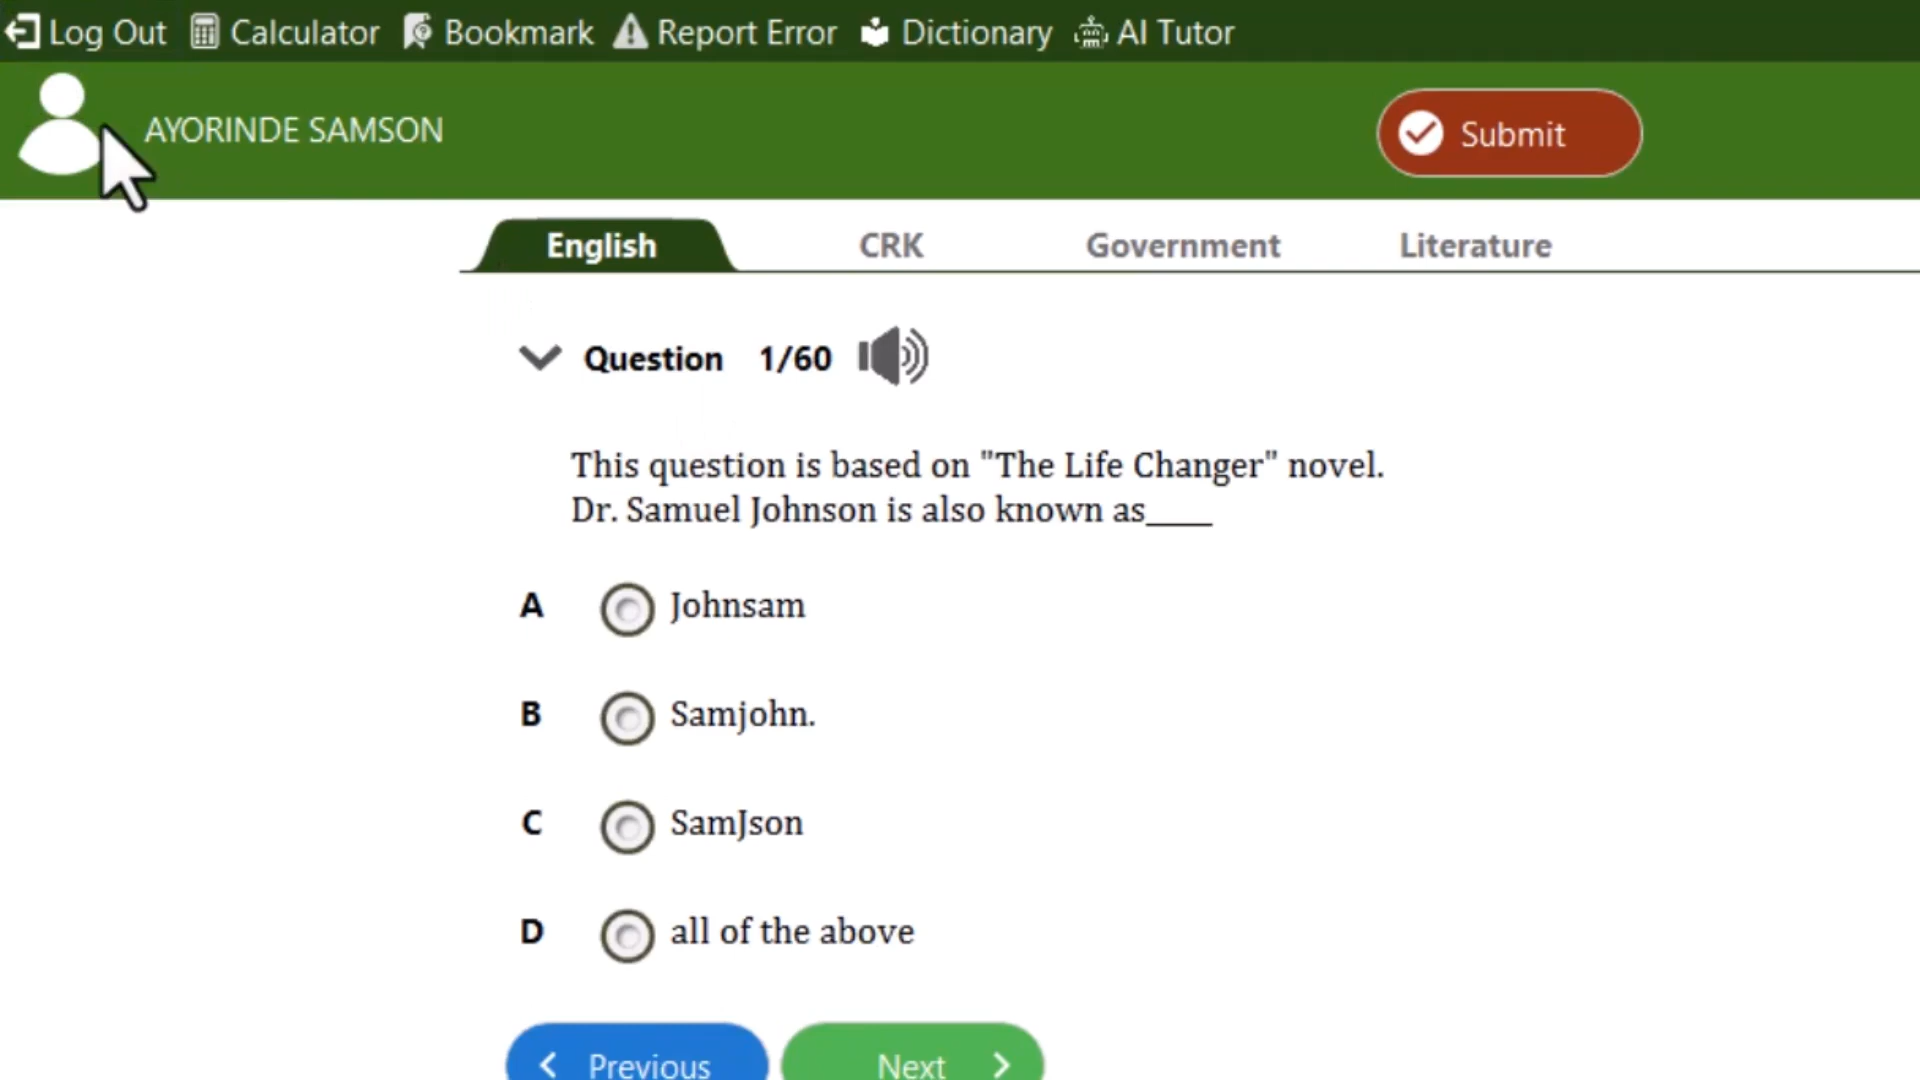 Log Out Calculator Bookmark Report Error Dictionary AI Tutor
AYORINDE SAMSON
Submit
English CRK Government Literature
Question 1/60
This question is based on "The Life Changer" novel.
Dr. Samuel Johnson is also known as____
A Johnsam
B Samjohn.
C SamJson
D all of the above
Previous Next